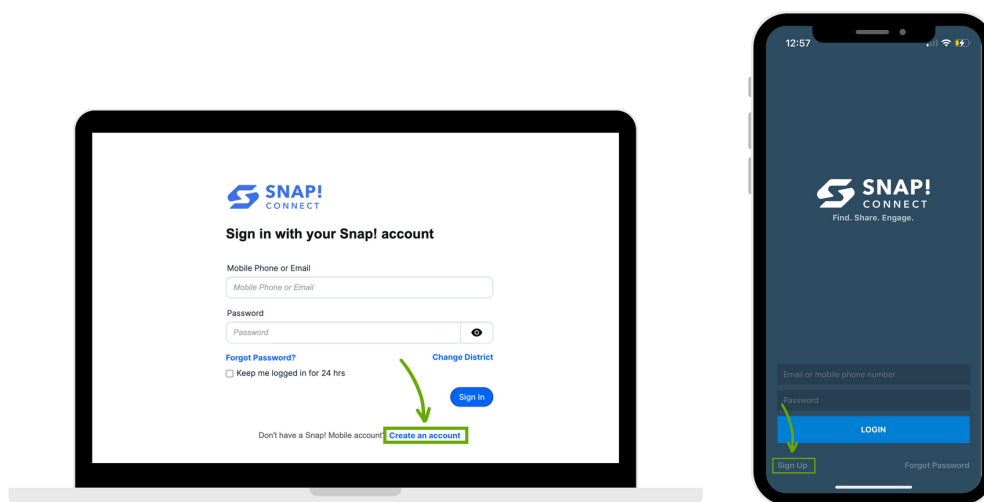 SNAP!
CONNECT
Sign in with your Snap! account
Mobile Phone or Email
Mobile Phone or Email
Password
Password
Forgot Password?
Change District
Keep me logged in for 24 hrs
Sign In
Don't have a Snap! Mobile account? Create an account
12:57
SNAP!
CONNECT
Find. Share. Engage.
Email or mobile phone number
Password
LOGIN
Sign Up
Forgot Password